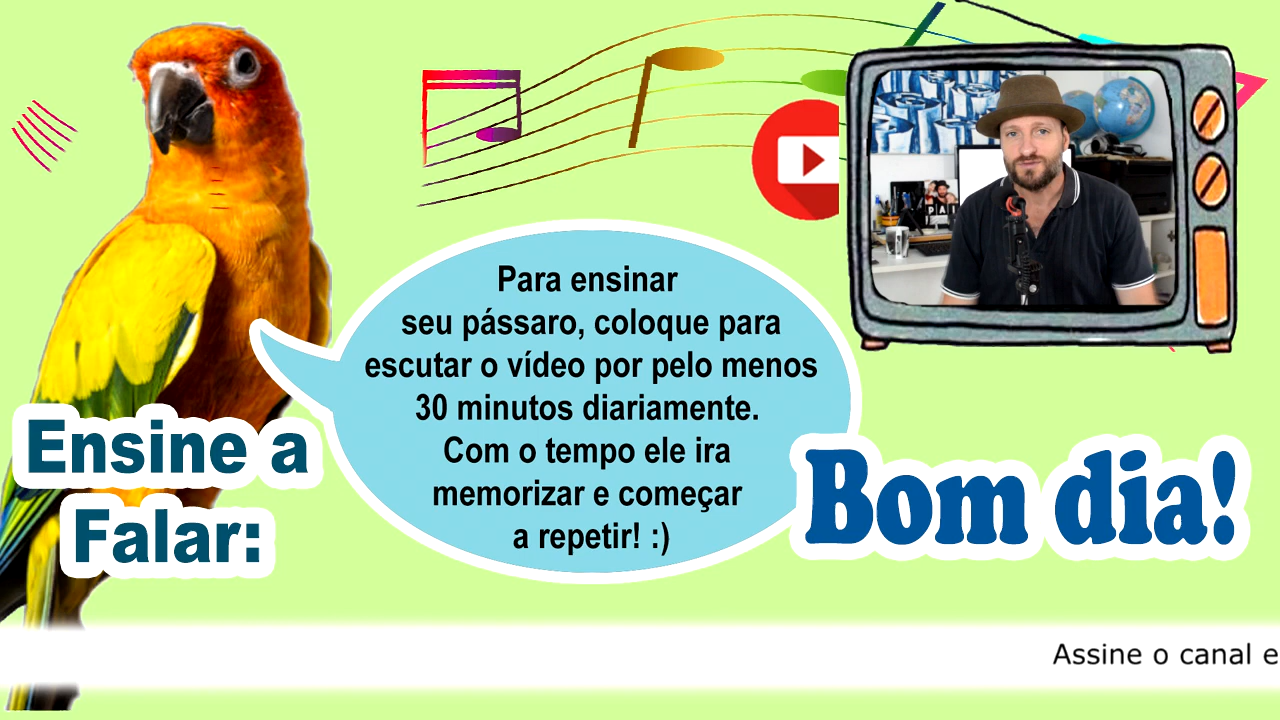 Para ensinar
seu pássaro, coloque para
escutar o vídeo por pelo menos
30 minutos diariamente.
Com o tempo ele ira
memorizar e começar
a repetir! :)
Ensine a
Falar:
Bom dia!
PAI
Assine o canal e